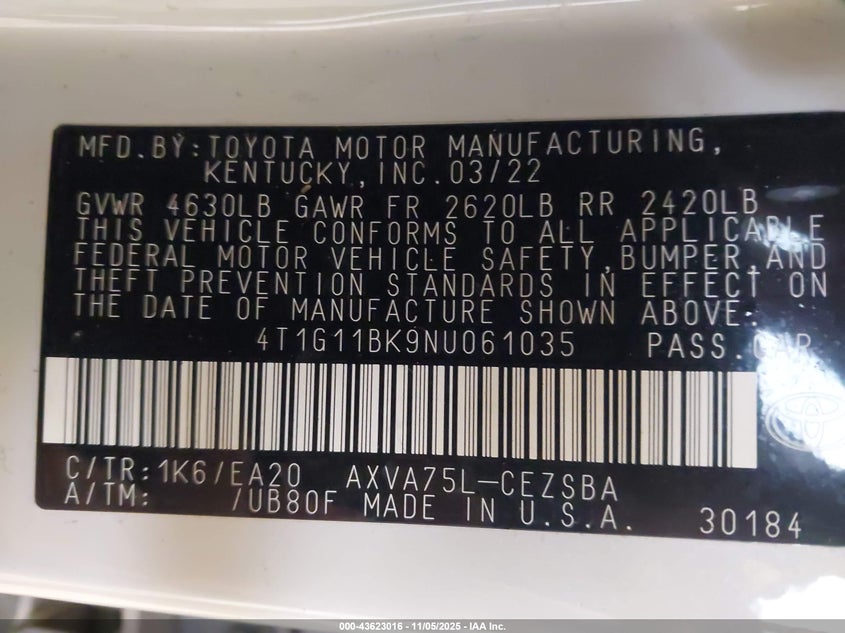 MFD.BY:TOYOTA MOTOR MANUFACTURING,
KENTUCKY,INC.03/22
GVWR 4630LB GAWR FR 2620LB RR 2420LB
THIS VEHICLE CONFORMS TO ALL APPLICABLE
FEDERAL MOTOR VEHICLE SAFETY,BUMPER,AND
THEFT PREVENTION STANDARDS IN EFFECT ON
THE DATE OF MANUFACTURE SHOWN ABOVE.
4T1G11BK9NU061035 PASS.CAR
C/TR:1K6/EA20 AXVA75L-CEZSBA
A/TM: /UB80F MADE IN U.S.A. 30184
000-43623016 - 11/05/2025 - IAA Inc.